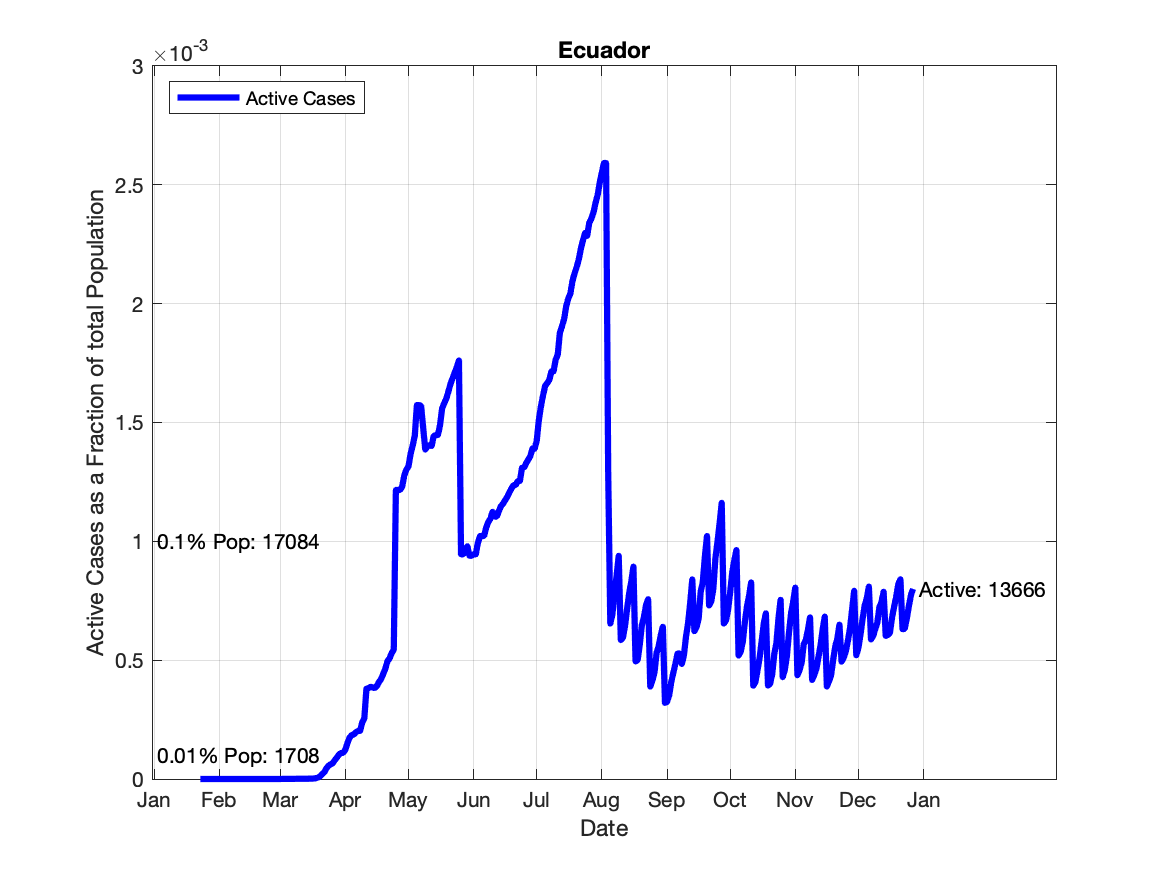 Ecuador
×10-3
Active Cases
3
2.5
2
1.5
1
0.5
0
Active Cases as a Fraction of total Population
0.1% Pop: 17084
0.01% Pop: 1708
Active: 13666
Jan Feb Mar Apr May Jun Jul Aug Sep Oct Nov Dec Jan
Date